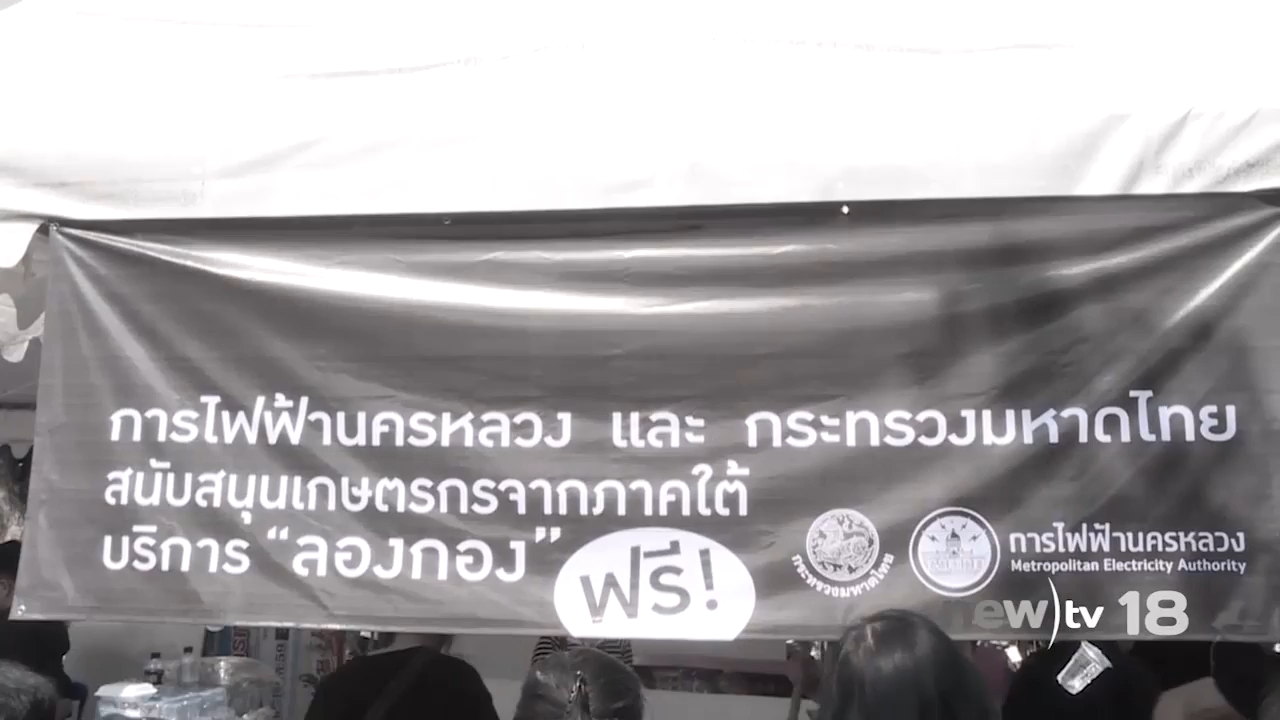 การไฟฟ้านครหลวง และ กระทรวงมหาดไทย
สนับสนุนเกษตรกรจากภาคใต้
บริการ “ลองกอง” ฟรี!
กระทรวงมหาดไทย
การไฟฟ้านครหลวง
Metropolitan Electricity Authority
new)tv 18